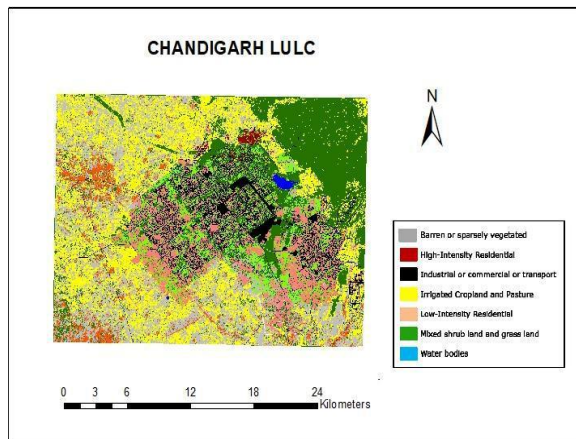 CHANDIGARH LULC
N
Barren or sparsely vegetated
High-Intensity Residential
Industrial or commercial or transport
Irrigated Cropland and Pasture
Low-Intensity Residential
Mixed shrub land and grass land
Water bodies
0 3 6 12 18 24
Kilometers